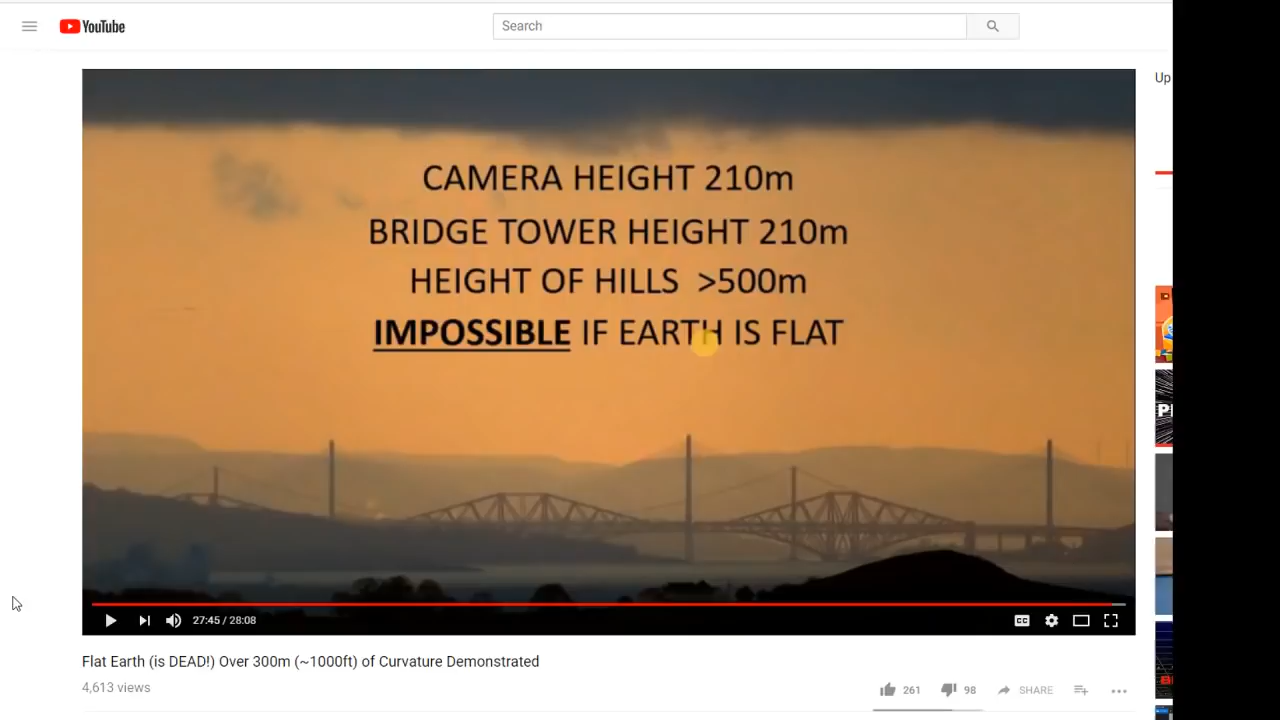 YouTube
Search
Up
CAMERA HEIGHT 210m
BRIDGE TOWER HEIGHT 210m
HEIGHT OF HILLS >500m
IMPOSSIBLE IF EARTH IS FLAT
27:45 / 28:08
CC
Flat Earth (is DEAD!) Over 300m (~1000ft) of Curvature Demonstrated
4,613 views
261
98
SHARE